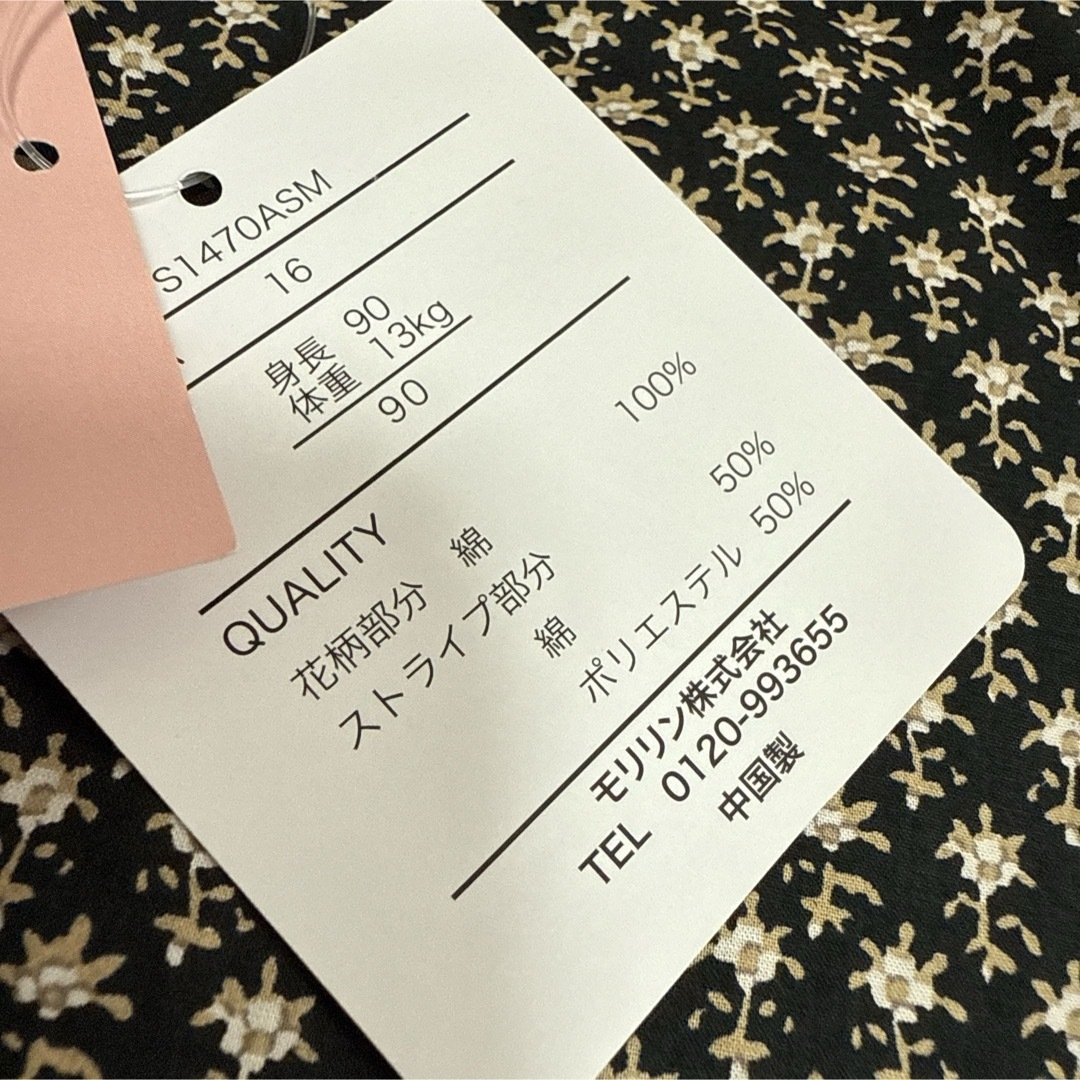 S1470ASM
16
身長 90
体重 13kg
90
QUALITY
花柄部分 綿 100%
ストライプ部分
綿 50%
ポリエステル 50%
モリリン株式会社
TEL 0120-993655
中国製